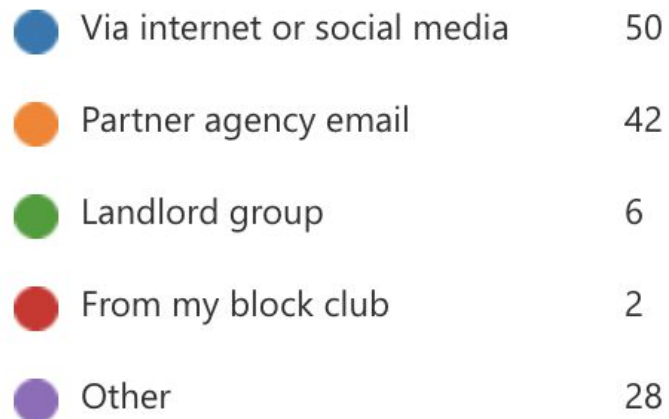 Via internet or social media 50
Partner agency email 42
Landlord group 6
From my block club 2
Other 28